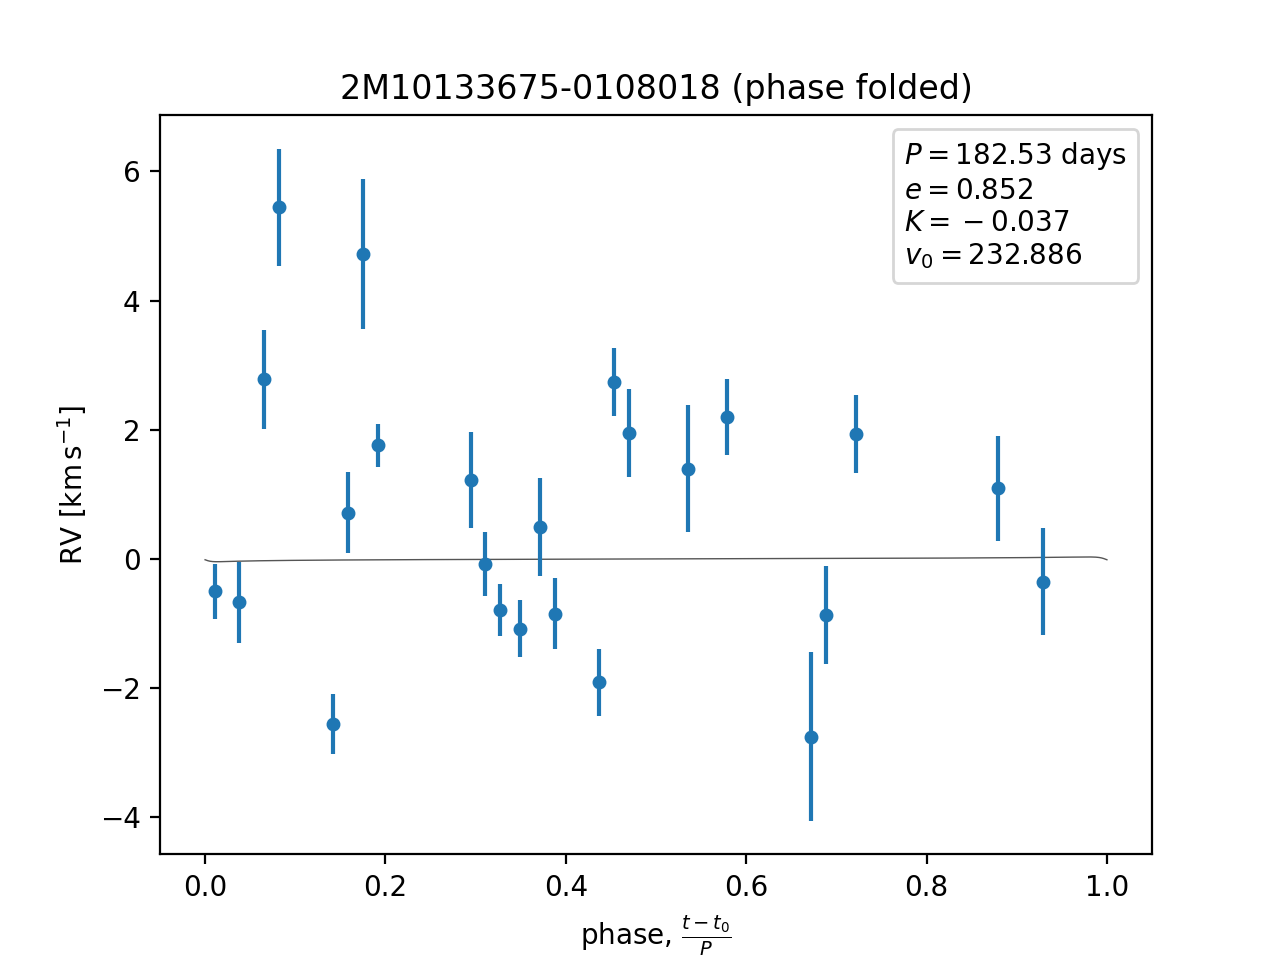 2M10133675-0108018 (phase folded)
P = 182.53 days
e = 0.852
K = −0.037
v₀ = 232.886
RV [km s⁻¹]
6
4
2
0
−2
−4
0.0 0.2 0.4 0.6 0.8 1.0
phase, (t − t₀)/P